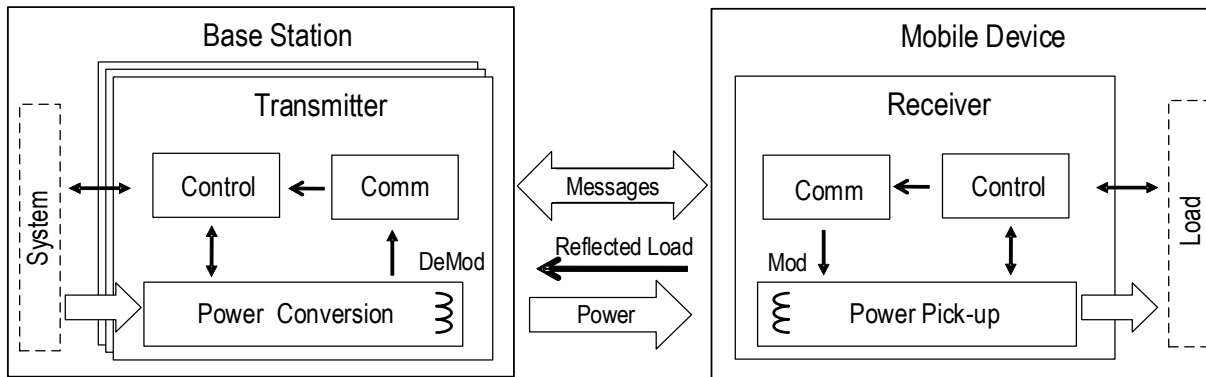 Base Station
Mobile Device
Transmitter
Receiver
System
Control
Comm
Messages
Comm
Control
Load
DeMod
Reflected Load
Mod
Power Conversion
Power
Power Pick-up